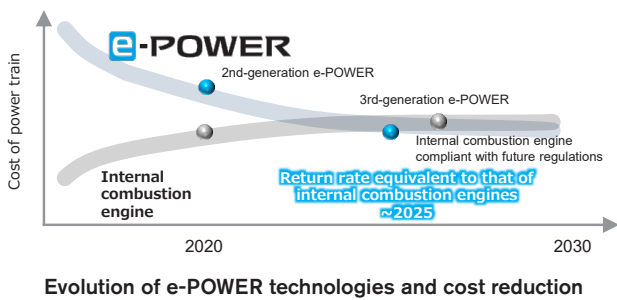 e-POWER
2nd-generation e-POWER
3rd-generation e-POWER
Internal combustion engine
compliant with future regulations
Internal
combustion
engine
Return rate equivalent to that of
internal combustion engines
~2025
Cost of power train
2020
2030
Evolution of e-POWER technologies and cost reduction